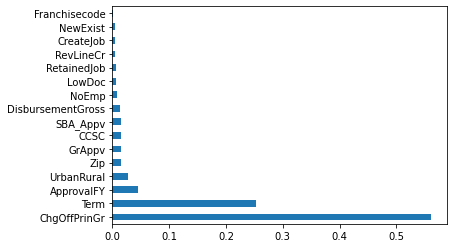 Franchisecode
NewExist
CreateJob
RevLineCr
RetainedJob
LowDoc
NoEmp
DisbursementGross
SBA_Appv
CCSC
GrAppv
Zip
UrbanRural
ApprovalFY
Term
ChgOffPrinGr
0.0 0.1 0.2 0.3 0.4 0.5